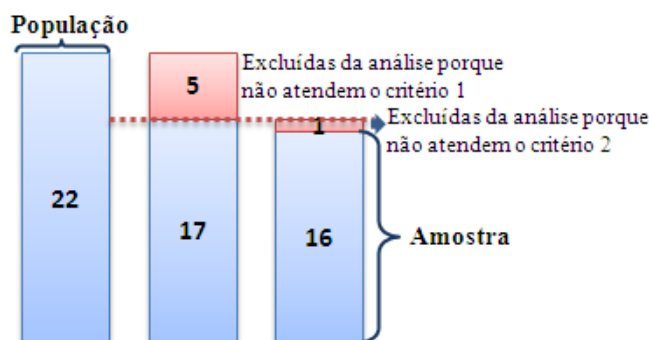 População
5
Excluídas da análise porque
não atendem o critério 1
1
Excluídas da análise porque
não atendem o critério 2
22
17
16
Amostra